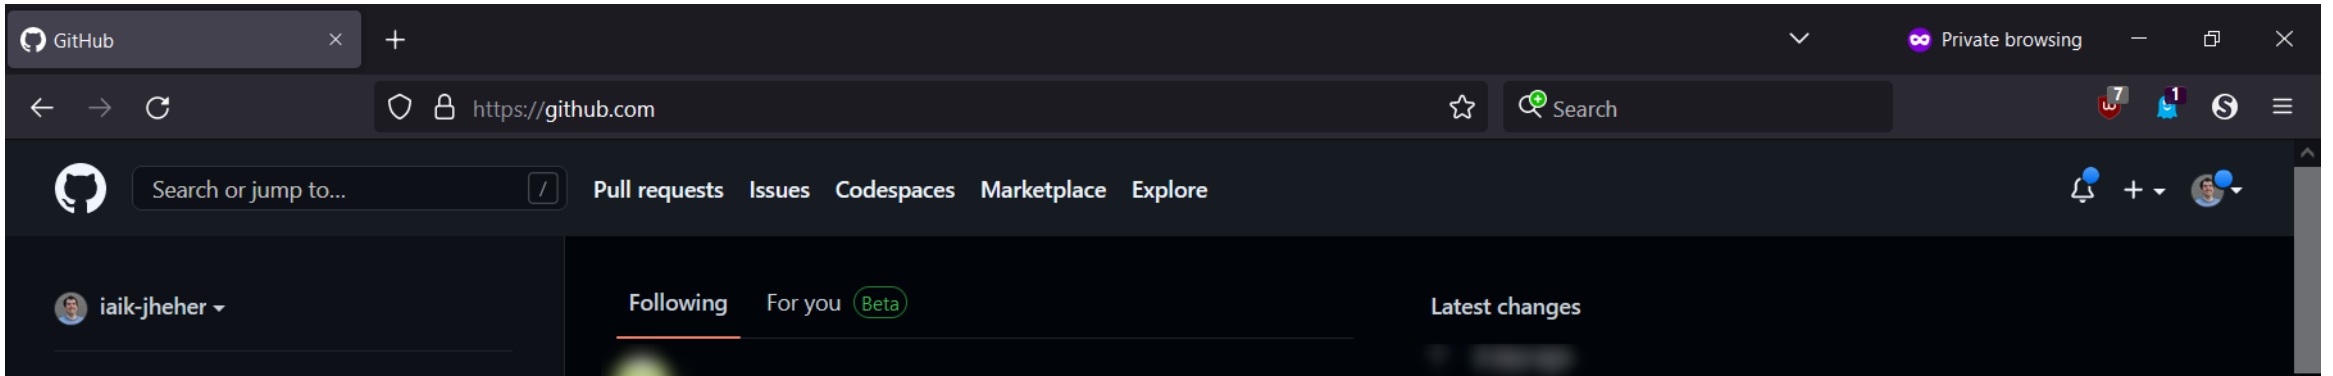 GitHub Private browsing
https://github.com Search 7 1
Search or jump to... / Pull requests Issues Codespaces Marketplace Explore
iaik-jheher Following For you Beta Latest changes